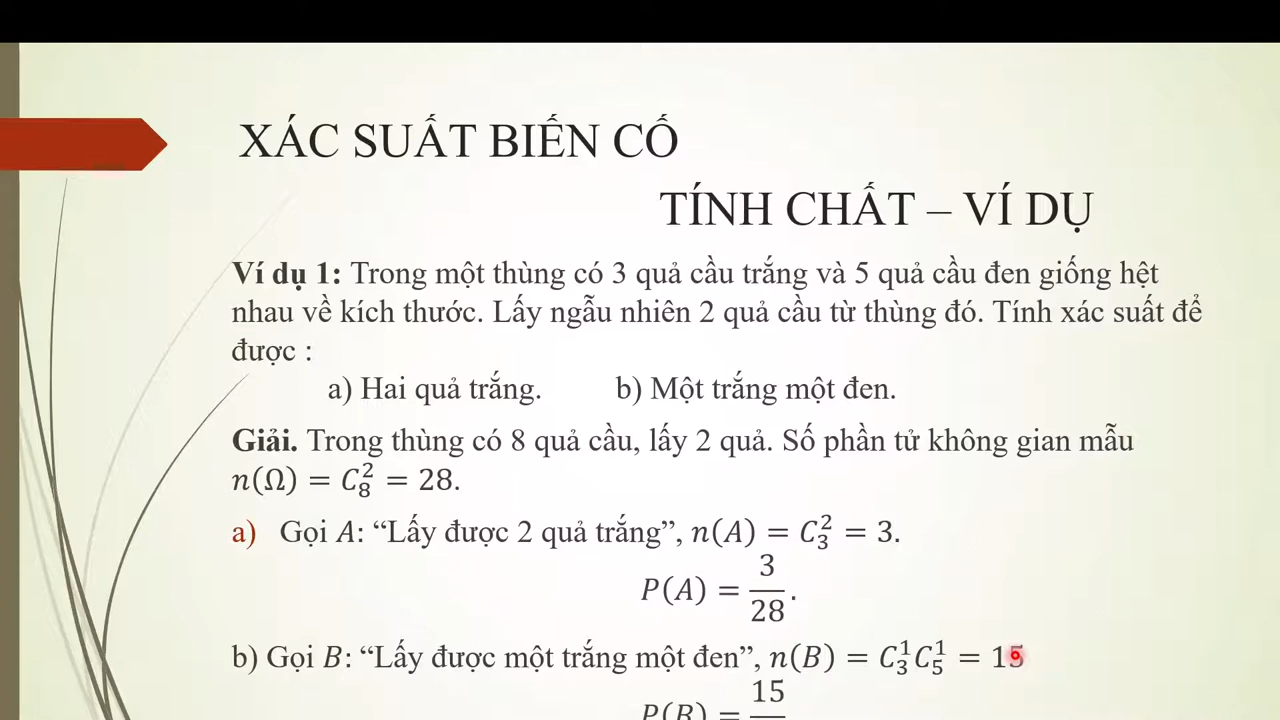 XÁC SUẤT BIẾN CỐ
TÍNH CHẤT – VÍ DỤ
Ví dụ 1: Trong một thùng có 3 quả cầu trắng và 5 quả cầu đen giống hệt
nhau về kích thước. Lấy ngẫu nhiên 2 quả cầu từ thùng đó. Tính xác suất để
được :
a) Hai quả trắng. b) Một trắng một đen.
Giải. Trong thùng có 8 quả cầu, lấy 2 quả. Số phần tử không gian mẫu
n(Ω) = C₈² = 28.
a) Gọi A: “Lấy được 2 quả trắng”, n(A) = C₃² = 3.
P(A) = 3/28.
b) Gọi B: “Lấy được một trắng một đen”, n(B) = C₃¹C₅¹ = 15
P(B) = 15